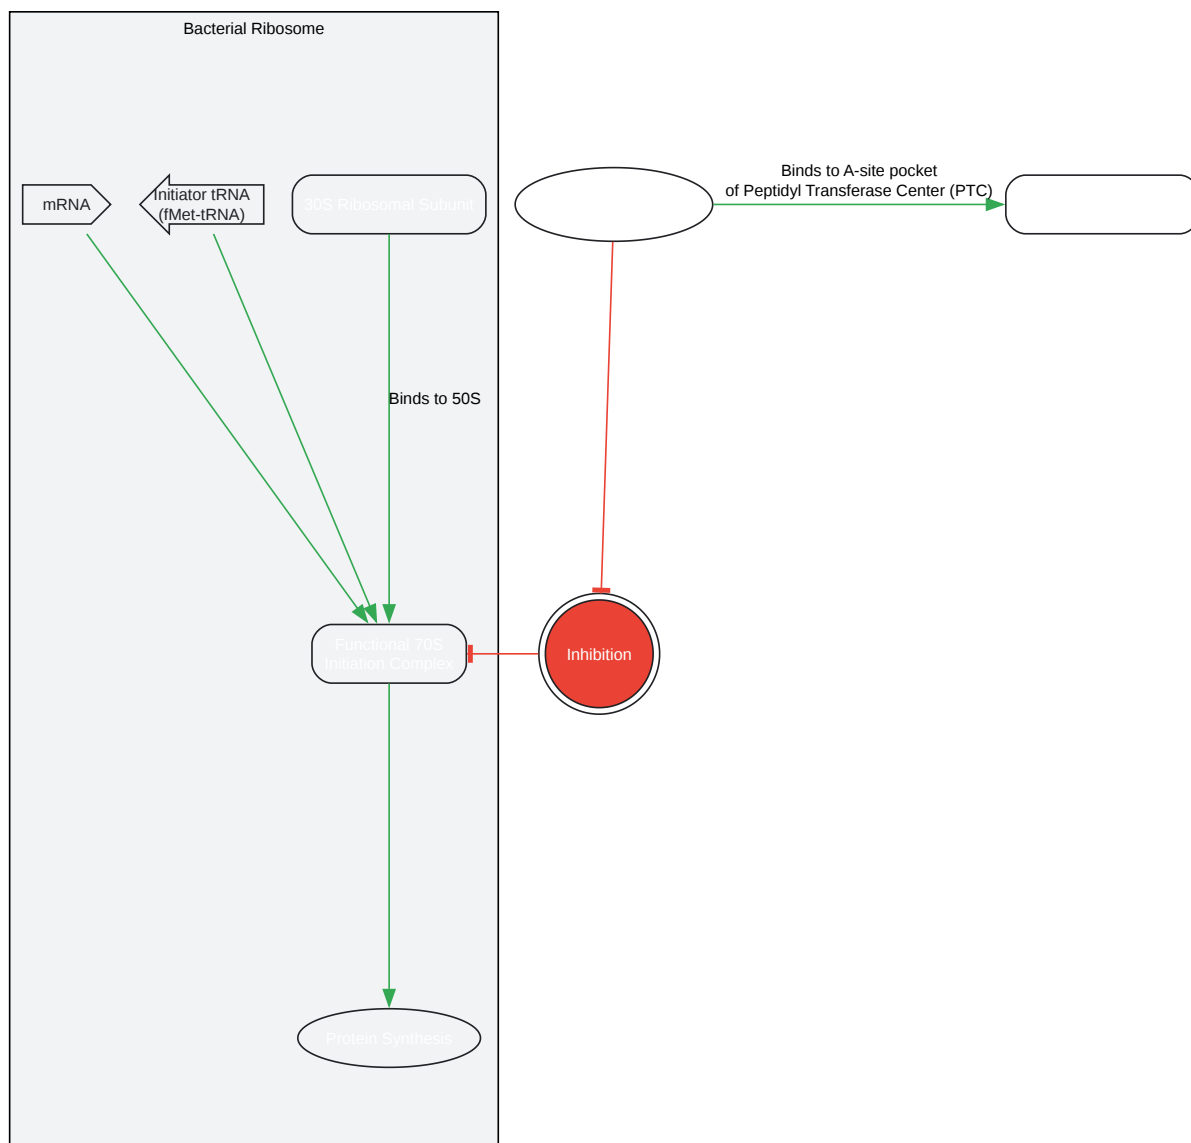 Bacterial Ribosome
mRNA
Initiator tRNA
(fMet-tRNA)
30S Ribosomal Subunit
Binds to A-site pocket
of Peptidyl Transferase Center (PTC)
Binds to 50S
Functional 70S
Initiation Complex
Inhibition
Protein Synthesis